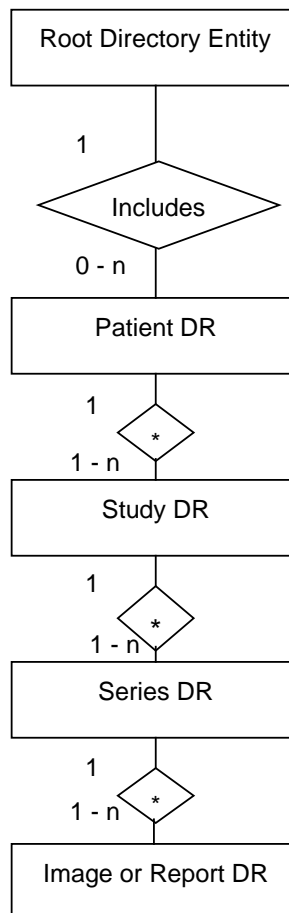 Root Directory Entity
1
Includes
0 - n
Patient DR
1
*
1 - n
Study DR
1
*
1 - n
Series DR
1
*
1 - n
Image or Report DR